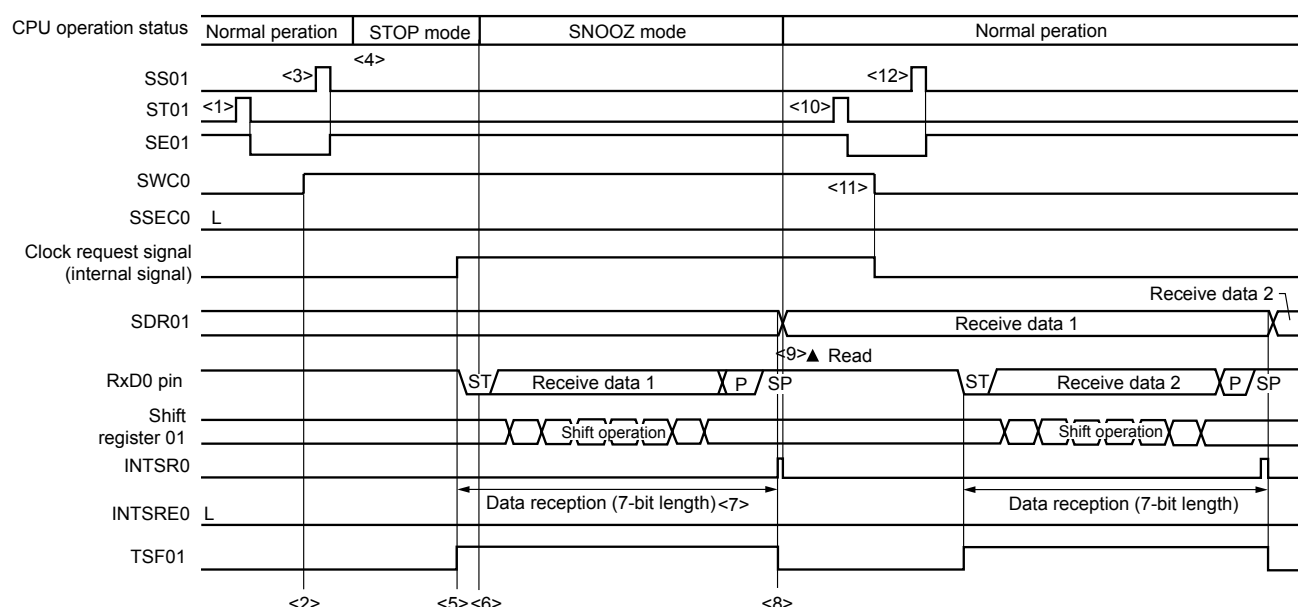 CPU operation status
Normal peration
STOP mode
SNOOZ mode
Normal peration
<4>
SS01
<3>
<12>
ST01
<1>
<10>
SE01
SWC0
<11>
SSEC0
L
Clock request signal
(internal signal)
Receive data 2
SDR01
Receive data 1
<9>▲ Read
RxD0 pin
ST
Receive data 1
P
SP
ST
Receive data 2
P
SP
Shift
register 01
Shift operation
Shift operation
INTSR0
Data reception (7-bit length)<7>
Data reception (7-bit length)
INTSRE0
L
TSF01
<2>
<5><6>
<8>